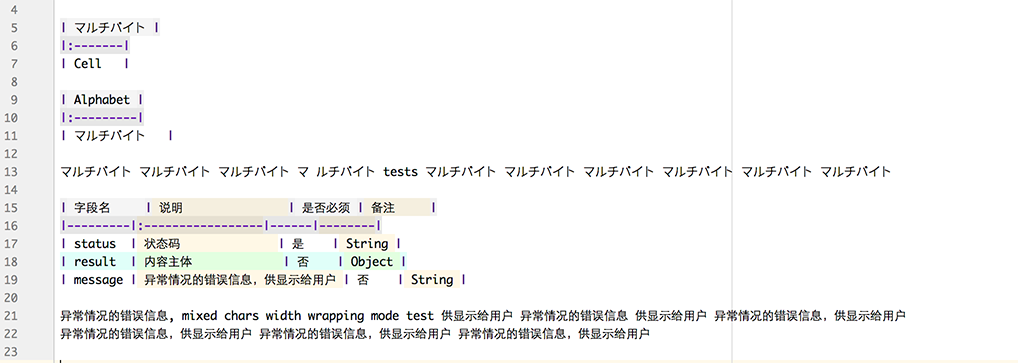 4
5 | マルチバイト |
6 |:-------|
7 | Cell   |
8
9 | Alphabet |
10 |:---------|
11 | マルチバイト   |
12
13 マルチバイト マルチバイト マルチバイト マ ルチバイト tests マルチバイト マルチバイト マルチバイト マルチバイト マルチバイト マルチバイト
14
15 | 字段名     | 说明                | 是否必须 | 备注     |
16 |---------|:-----------------|------|--------|
17 | status  | 状态码              | 是    | String |
18 | result  | 内容主体             | 否    | Object |
19 | message | 异常情况的错误信息，供显示给用户 | 否    | String |
20
21 异常情况的错误信息, mixed chars width wrapping mode test 供显示给用户 异常情况的错误信息 供显示给用户 异常情况的错误信息，供显示给用户
22 异常情况的错误信息，供显示给用户 异常情况的错误信息，供显示给用户 异常情况的错误信息，供显示给用户
23